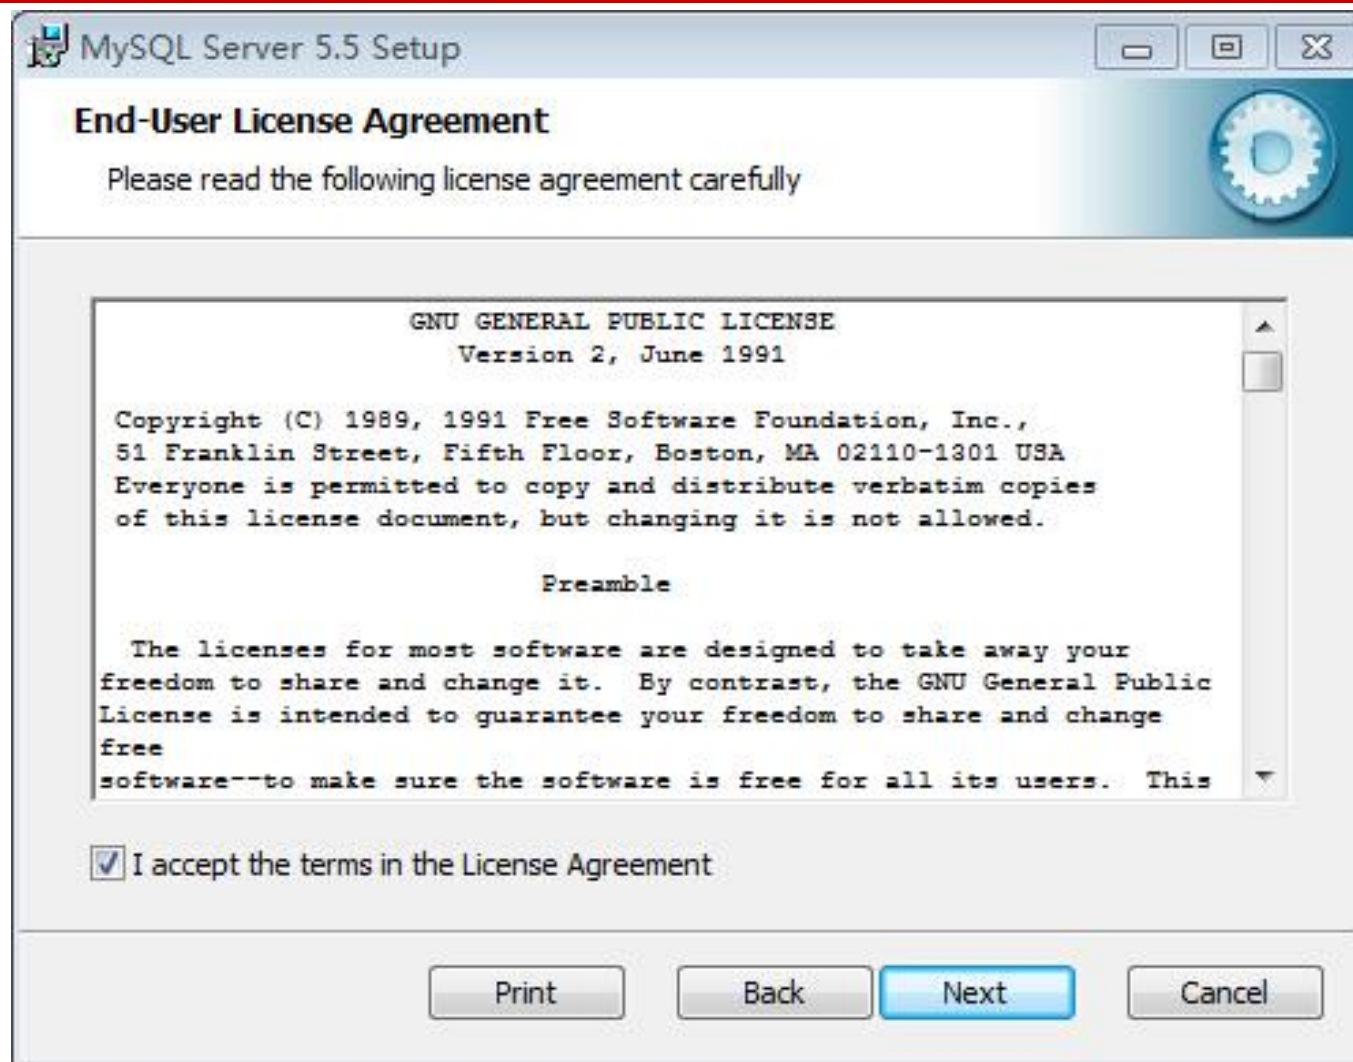 MySQL Server 5.5 Setup
End-User License Agreement
Please read the following license agreement carefully
GNU GENERAL PUBLIC LICENSE
Version 2, June 1991
Copyright (C) 1989, 1991 Free Software Foundation, Inc.,
51 Franklin Street, Fifth Floor, Boston, MA 02110-1301 USA
Everyone is permitted to copy and distribute verbatim copies
of this license document, but changing it is not allowed.
Preamble
The licenses for most software are designed to take away your
freedom to share and change it.  By contrast, the GNU General Public
License is intended to guarantee your freedom to share and change
free
software--to make sure the software is free for all its users.  This
I accept the terms in the License Agreement
Print Back Next Cancel